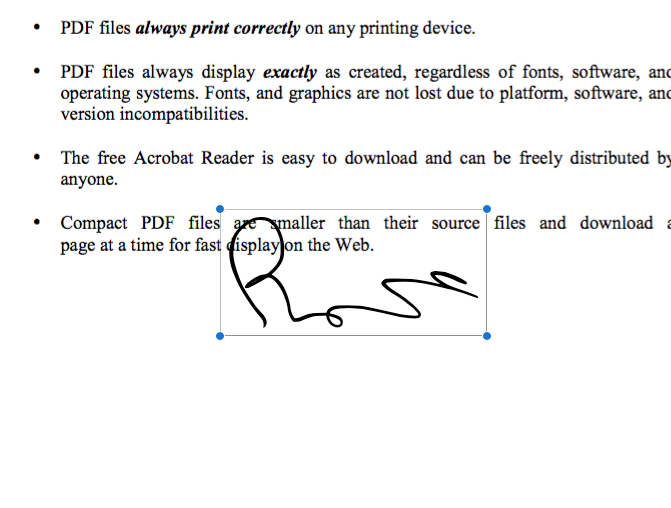 • PDF files always print correctly on any printing device.
• PDF files always display exactly as created, regardless of fonts, software, and
operating systems. Fonts, and graphics are not lost due to platform, software, and
version incompatibilities.
• The free Acrobat Reader is easy to download and can be freely distributed by
anyone.
• Compact PDF files are smaller than their source files and download a
page at a time for fast display on the Web.